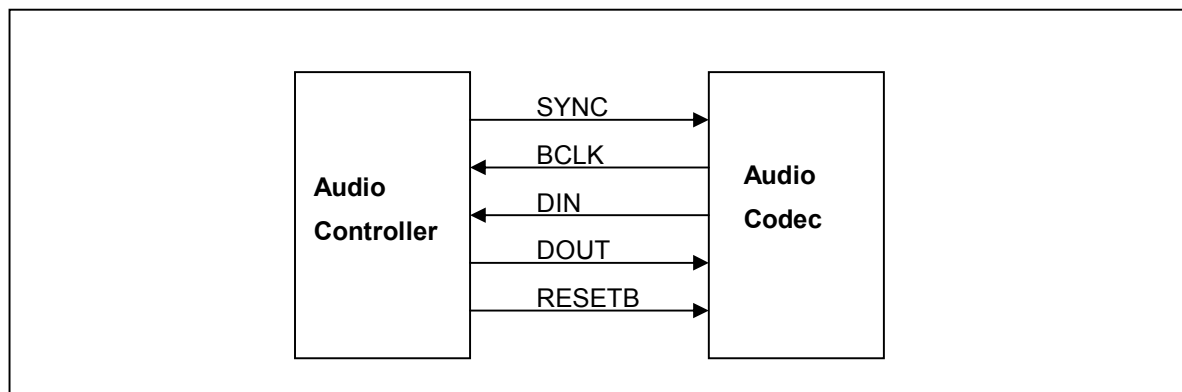 SYNC
BCLK
DIN
DOUT
RESETB
Audio
Controller
Audio
Codec